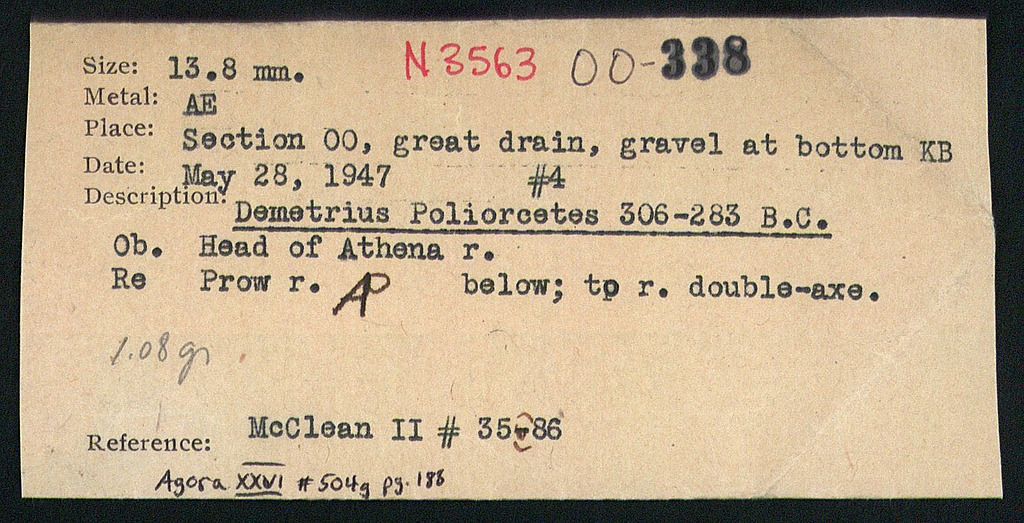 N 3563 OO-338
Size: 13.8 mm.
Metal: AE
Place: Section OO, great drain, gravel at bottom KB
Date: May 28, 1947 #4
Description: Demetrius Poliorcetes 306-283 B.C.
Ob. Head of Athena r.
Re Prow r. AP below; to r. double-axe.
1.08 gr
Reference: McClean II # 35-86
Agora XXVI #504g pg. 188